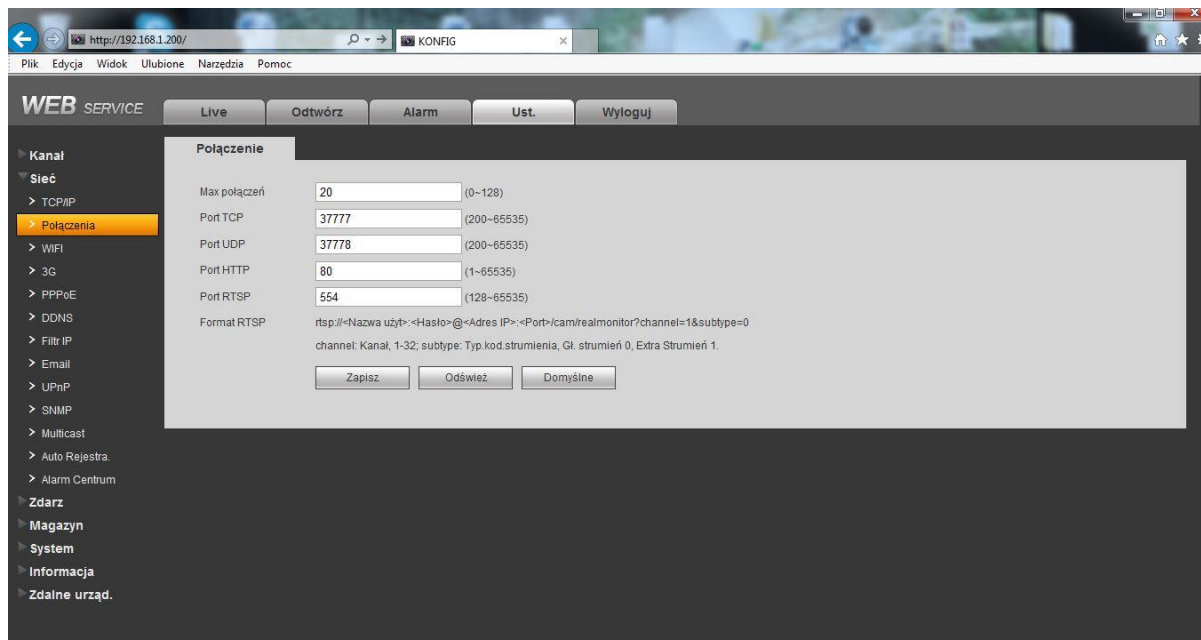 http://192.168.1.200/
KONFIG
Plik Edycja Widok Ulubione Narzędzia Pomoc
WEB SERVICE
Live Odtwórz Alarm Ust. Wyloguj
Kanał
Sieć
TCP/IP
Połączenia
WIFI
3G
PPPoE
DDNS
Filtr IP
Email
UPnP
SNMP
Multicast
Auto Rejestra.
Alarm Centrum
Zdarz
Magazyn
System
Informacja
Zdalne urząd.
Połączenie
Max połączeń 20 (0~128)
Port TCP 37777 (200~65535)
Port UDP 37778 (200~65535)
Port HTTP 80 (1~65535)
Port RTSP 554 (128~65535)
Format RTSP rtsp://<Nazwa użyt>:<Hasło>@<Adres IP>:<Port>/cam/realmonitor?channel=1&subtype=0
channel: Kanał, 1-32; subtype: Typ.kod.strumienia, Gł. strumień 0, Extra Strumień 1.
Zapisz Odśwież Domyślne